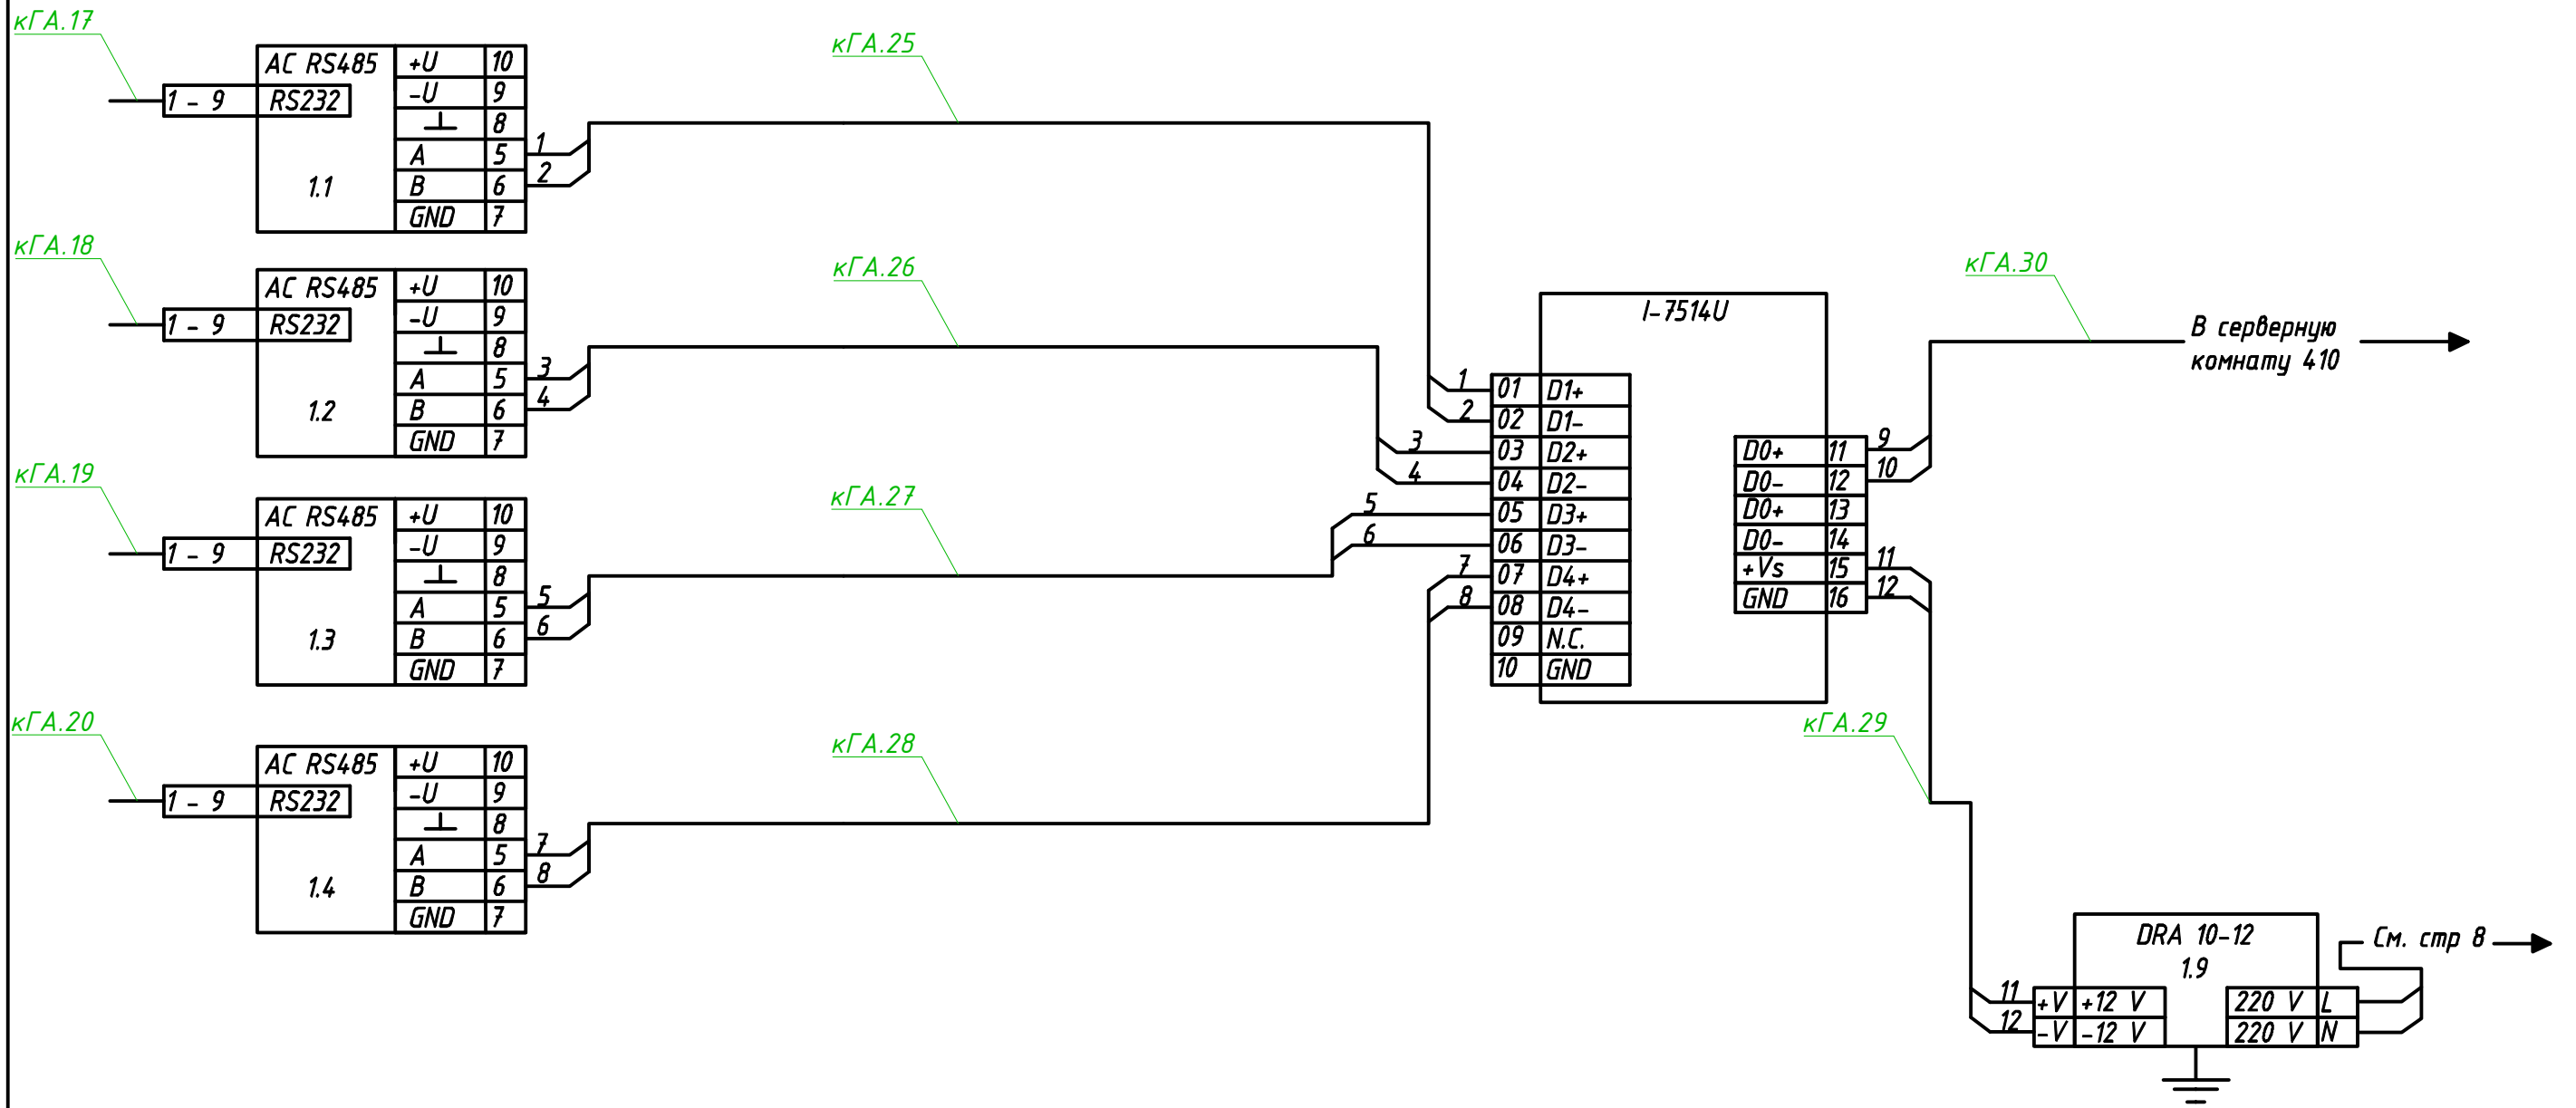 кГА.17
АС RS485
RS232
1 - 9
1.1
+U 10
-U 9
8
A 5
B 6
GND 7
1
2
кГА.25
кГА.18
АС RS485
RS232
1 - 9
1.2
+U 10
-U 9
8
A 5
B 6
GND 7
3
4
кГА.26
кГА.19
АС RS485
RS232
1 - 9
1.3
+U 10
-U 9
8
A 5
B 6
GND 7
5
6
кГА.27
кГА.20
АС RS485
RS232
1 - 9
1.4
+U 10
-U 9
8
A 5
B 6
GND 7
7
8
кГА.28
I-7514U
1 01 D1+
2 02 D1-
3 03 D2+
4 04 D2-
5 05 D3+
6 06 D3-
7 07 D4+
8 08 D4-
09 N.C.
10 GND
D0+ 11 9
D0- 12 10
D0+ 13
D0- 14
+Vs 15 11
GND 16 12
кГА.30
В серверную
комнату 410
кГА.29
DRA 10-12
1.9
11 +V +12 V
12 -V -12 V
220 V L
220 V N
См. стр 8